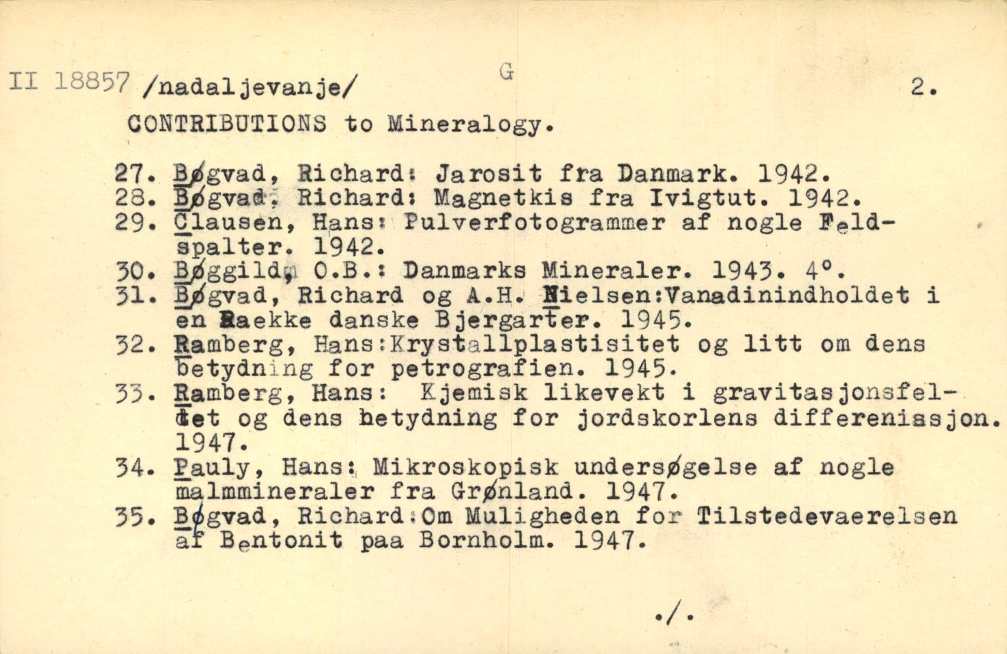 II 18857 /nadaljevanje/ G 2.
CONTRIBUTIONS to Mineralogy.
27. Bøgvad, Richard: Jarosit fra Danmark. 1942.
28. Bøgvad, Richard: Magnetkis fra Ivigtut. 1942.
29. Clausen, Hans: Pulverfotogrammer af nogle Feld-
spalter. 1942.
30. Bøggild, O.B.: Danmarks Mineraler. 1943. 4°.
31. Bøgvad, Richard og A.H. Nielsen:Vanadinindholdet i
en Raekke danske Bjergarter. 1945.
32. Ramberg, Hans:Krystallplastisitet og litt om dens
betydning for petrografien. 1945.
33. Ramberg, Hans: Kjemisk likevekt i gravitasjonsfel-
tet og dens betydning for jordskorlens differeniasjon.
1947.
34. Pauly, Hans: Mikroskopisk undersøgelse af nogle
malmmineraler fra Grønland. 1947.
35. Bøgvad, Richard:Om Muligheden for Tilstedevaerelsen
af Bentonit paa Bornholm. 1947.
./.